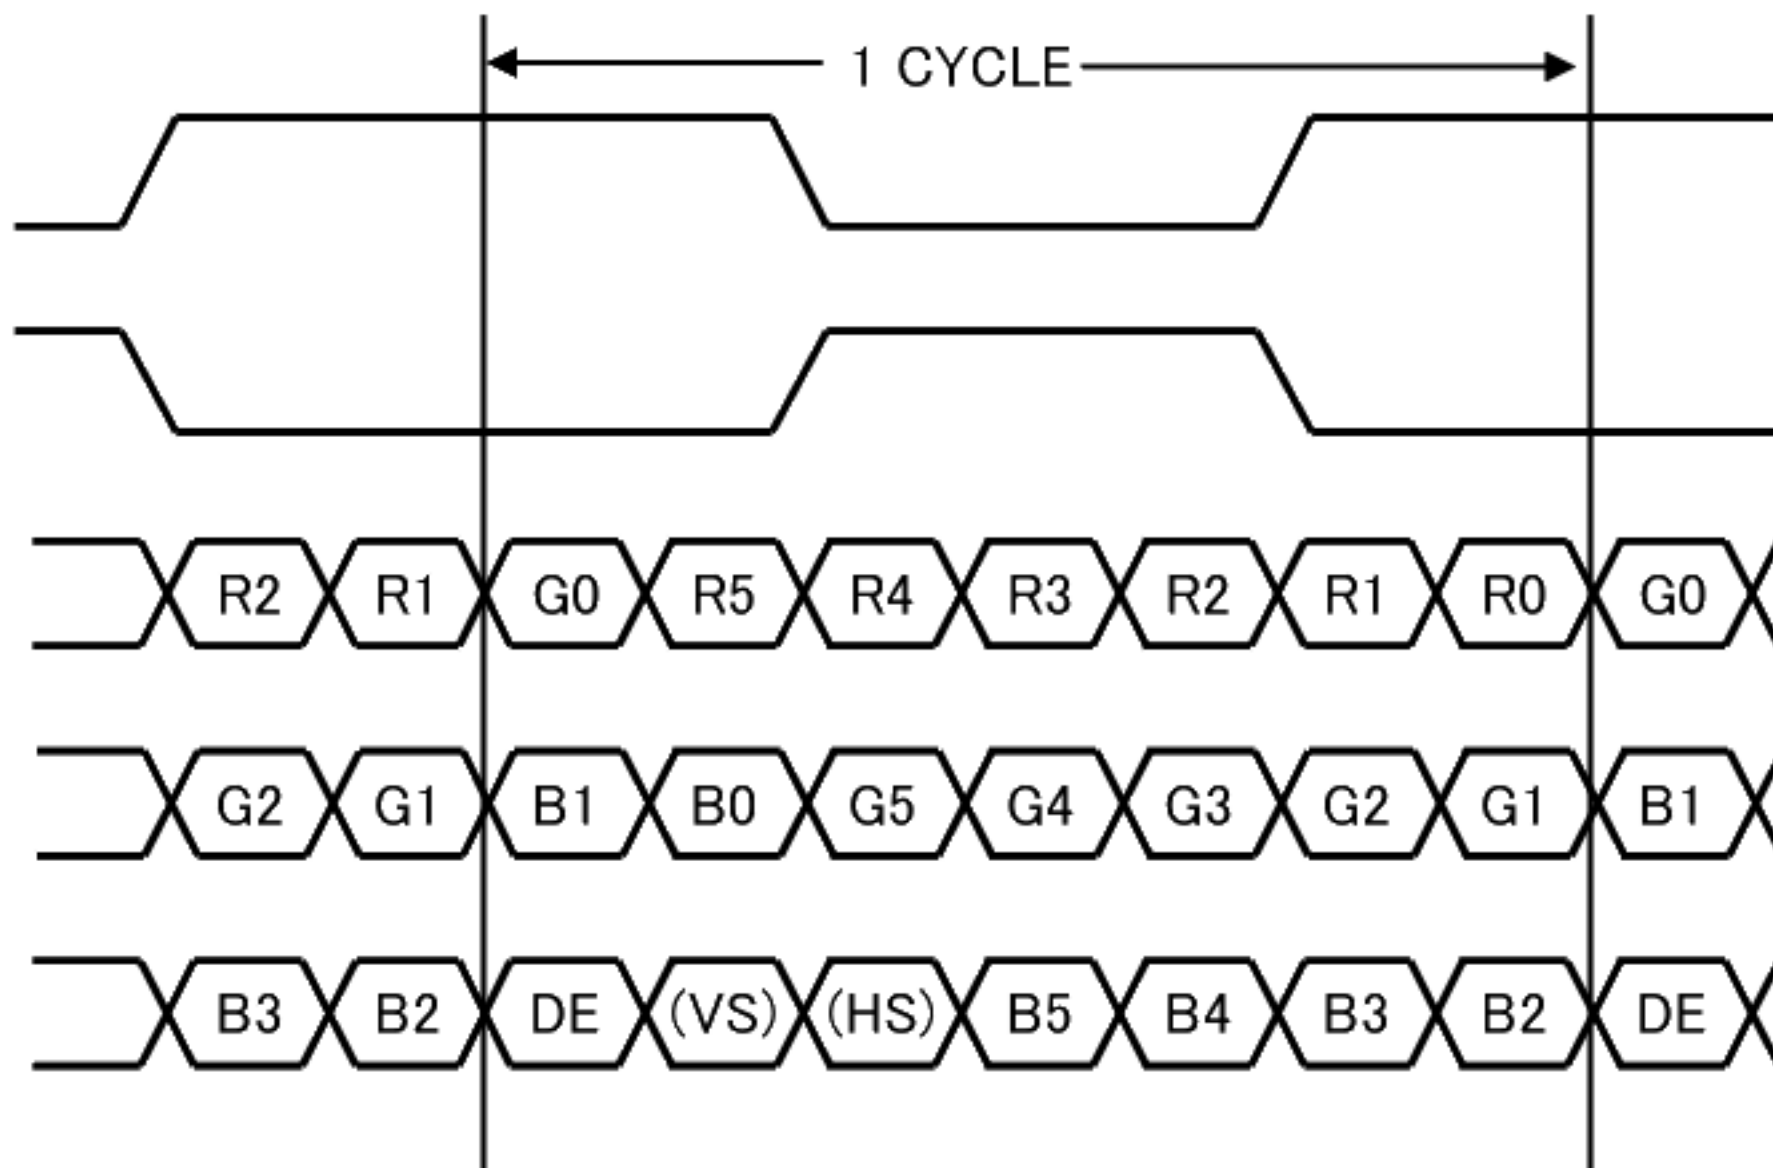 1 CYCLE
R2 R1 G0 R5 R4 R3 R2 R1 R0 G0
G2 G1 B1 B0 G5 G4 G3 G2 G1 B1
B3 B2 DE (VS) (HS) B5 B4 B3 B2 DE